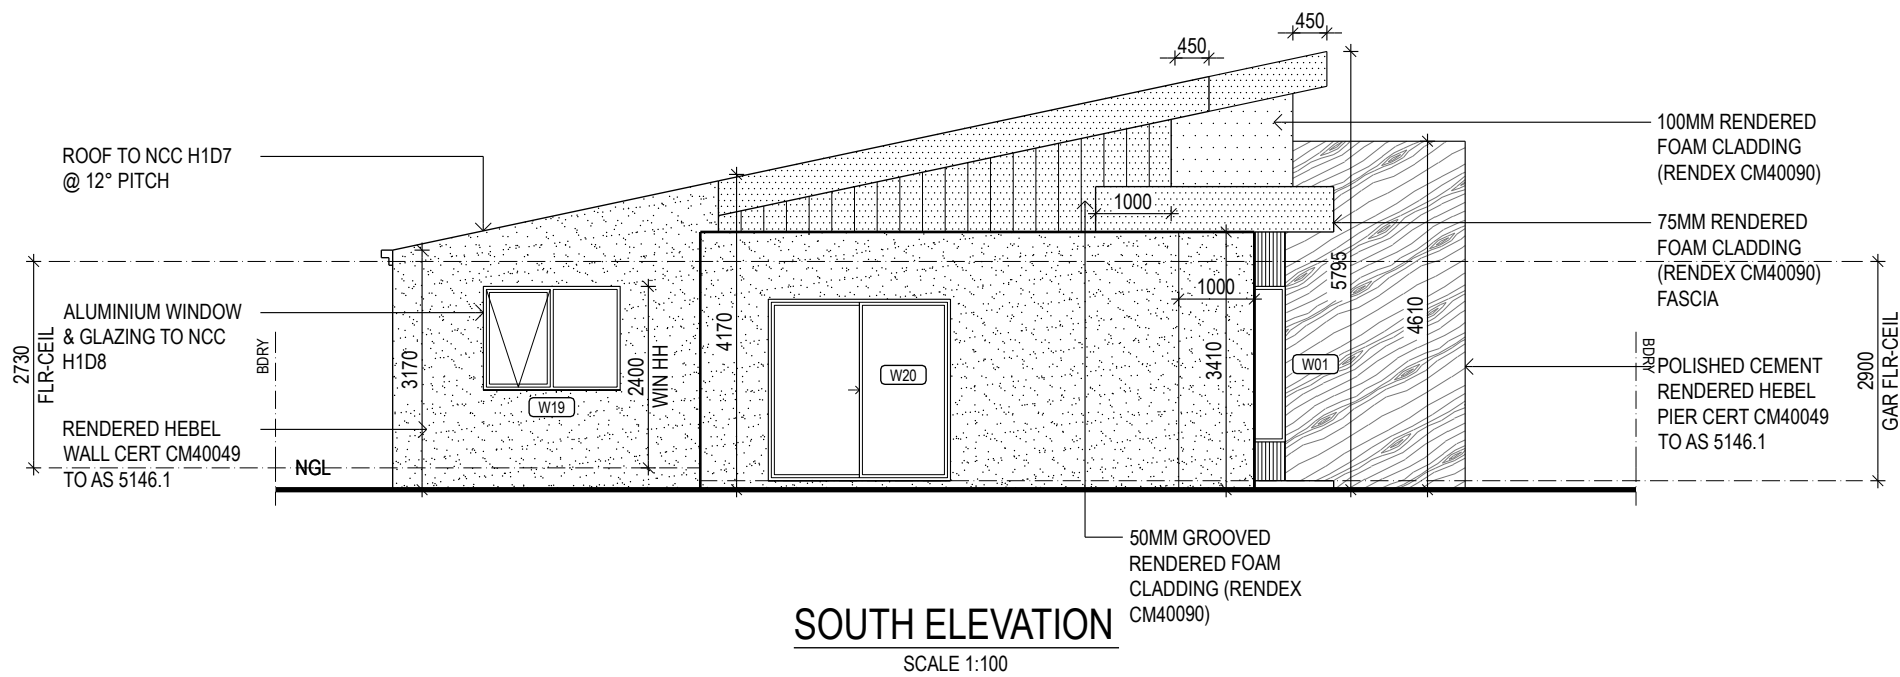 450
450
ROOF TO NCC H1D7
@ 12° PITCH
100MM RENDERED
FOAM CLADDING
(RENDEX CM40090)
1000
75MM RENDERED
FOAM CLADDING
(RENDEX CM40090)
FASCIA
2730
FLR-CEIL
BDRY
ALUMINIUM WINDOW
& GLAZING TO NCC
H1D8
3170
W19
2400
WIN HH
4170
W20
1000
3410
W01
5795
4610
BDRY
POLISHED CEMENT
RENDERED HEBEL
PIER CERT CM40049
TO AS 5146.1
2900
GAR FLR-CEIL
RENDERED HEBEL
WALL CERT CM40049
TO AS 5146.1
NGL
50MM GROOVED
RENDERED FOAM
CLADDING (RENDEX
CM40090)
SOUTH ELEVATION
SCALE 1:100